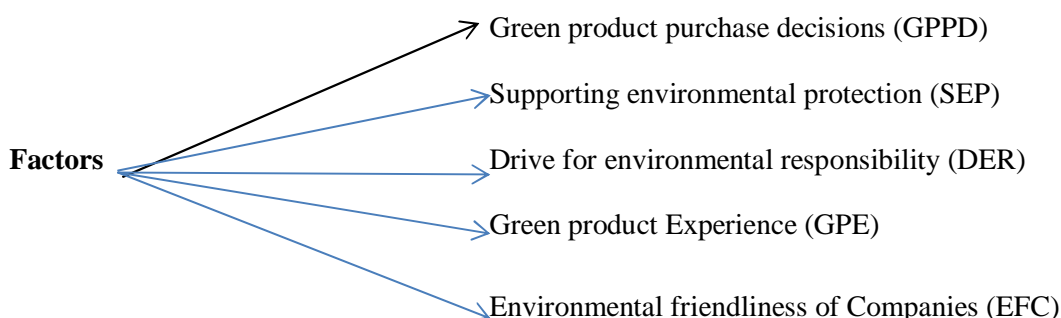 Green product purchase decisions (GPPD)
Supporting environmental protection (SEP)
Factors
Drive for environmental responsibility (DER)
Green product Experience (GPE)
Environmental friendliness of Companies (EFC)